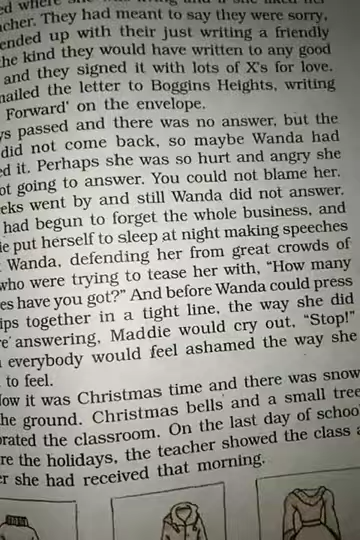 acher. They had meant to say they were sorry,
ended up with their just writing a friendly
the kind they would have written to any good
and they signed it with lots of X's for love.
mailed the letter to Boggins Heights, writing
Forward' on the envelope.
ys passed and there was no answer, but the
did not come back, so maybe Wanda had
ed it. Perhaps she was so hurt and angry she
ot going to answer. You could not blame her.
eks went by and still Wanda did not answer.
had begun to forget the whole business, and
ie put herself to sleep at night making speeches
Wanda, defending her from great crowds of
who were trying to tease her with, “How many
es have you got?” And before Wanda could press
ips together in a tight line, the way she did
re answering, Maddie would cry out, “Stop!”
everybody would feel ashamed the way she
to feel.
Now it was Christmas time and there was snow
he ground. Christmas bells and a small tree
orated the classroom. On the last day of schoo
re the holidays, the teacher showed the class a
er she had received that morning.